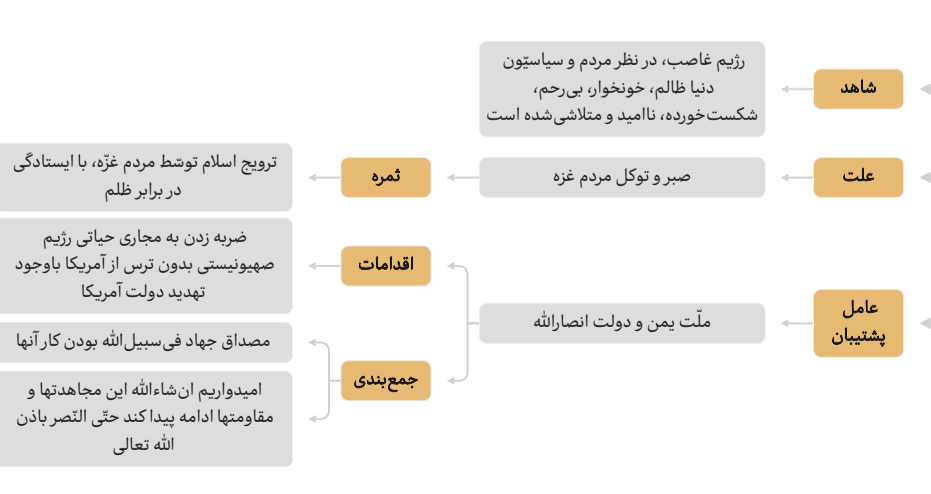 شاهد
رژیم غاصب، در نظر مردم و سیاسیّون
دنیا ظالم، خونخوار، بی‌رحم،
شکست‌خورده، ناامید و متلاشی‌شده است
علت
صبر و توکل مردم غزه
ثمره
ترویج اسلام توسّط مردم غزّه، با ایستادگی
در برابر ظلم
عامل
پشتیبان
ملّت یمن و دولت انصارالله
اقدامات
ضربه زدن به مجاری حیاتی رژیم
صهیونیستی بدون ترس از آمریکا باوجود
تهدید دولت آمریکا
جمع‌بندی
مصداق جهاد فی‌سبیل‌الله بودن کار آنها
امیدواریم ان‌شاءالله این مجاهدتها و
مقاومتها ادامه پیدا کند حتّی النّصر باذن
الله تعالی